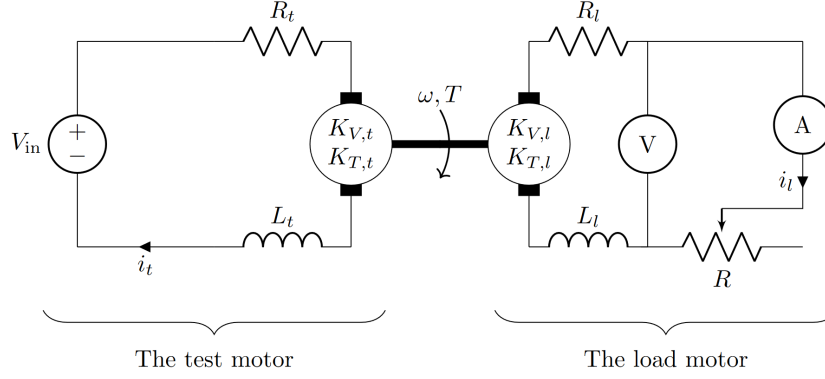 R_t
R_l
ω, T
V_in
+
−
K_{V,t}
K_{T,t}
K_{V,l}
K_{T,l}
V
A
i_l
L_t
L_l
i_t
R
The test motor
The load motor